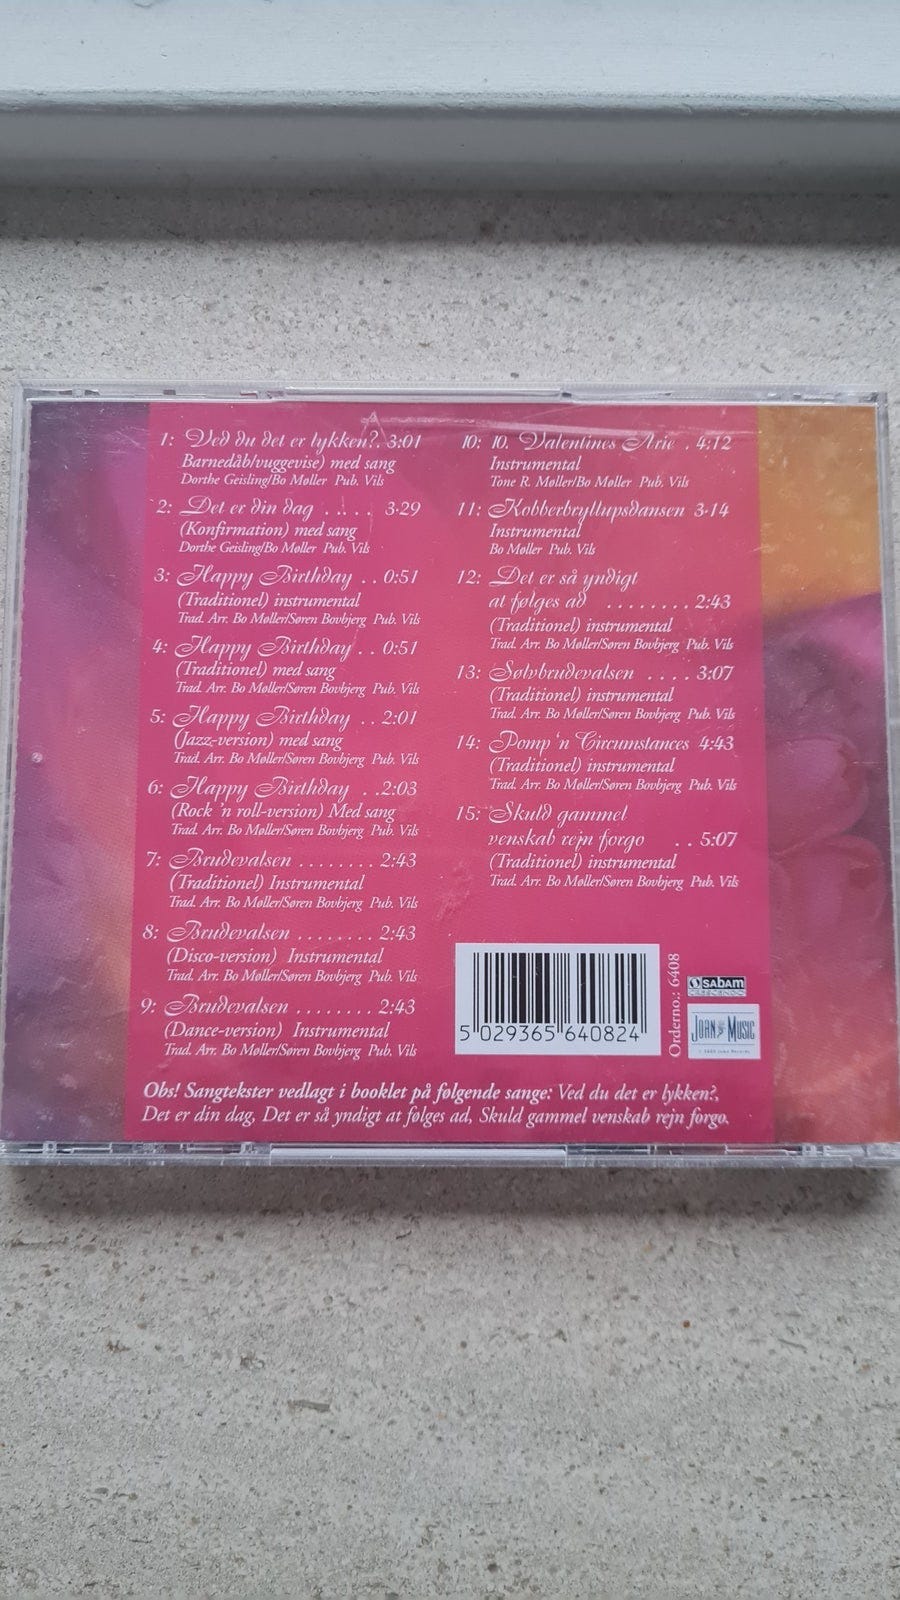 1: Ved du det er lykken?. 3:01
Barnedåb/vuggevise) med sang
Dorthe Geisling/Bo Møller Pub. Vils
2: Det er din dag ..... 3:29
(Konfirmation) med sang
Dorthe Geisling/Bo Møller Pub. Vils
3: Happy Birthday .. 0:51
(Traditionel) instrumental
Trad. Arr. Bo Møller/Søren Bovbjerg Pub. Vils
4: Happy Birthday .. 0:51
(Traditionel) med sang
Trad. Arr. Bo Møller/Søren Bovbjerg Pub. Vils
5: Happy Birthday .. 2:01
(Jazz-version) med sang
Trad. Arr. Bo Møller/Søren Bovbjerg Pub. Vils
6: Happy Birthday ..2:03
(Rock 'n roll-version) Med sang
Trad. Arr. Bo Møller/Søren Bovbjerg Pub. Vils
7: Brudevalsen ........ 2:43
(Traditionel) Instrumental
Trad. Arr. Bo Møller/Søren Bovbjerg Pub. Vils
8: Brudevalsen ........ 2:43
(Disco-version) Instrumental
Trad. Arr. Bo Møller/Søren Bovbjerg Pub. Vils
9: Brudevalsen ........ 2:43
(Dance-version) Instrumental
Trad. Arr. Bo Møller/Søren Bovbjerg Pub. Vils
10: 10. Valentines Arie . 4:12
Instrumental
Tone R. Møller/Bo Møller Pub. Vils
11: Kobberbryllupsdansen 3:14
Instrumental
Bo Møller Pub. Vils
12: Det er så yndigt
at følges ad ........ 2:43
(Traditionel) instrumental
Trad. Arr. Bo Møller/Søren Bovbjerg Pub. Vils
13: Sølvbrudevalsen .... 3:07
(Traditionel) instrumental
Trad. Arr. Bo Møller/Søren Bovbjerg Pub. Vils
14: Pomp 'n Circumstances 4:43
(Traditionel) instrumental
Trad. Arr. Bo Møller/Søren Bovbjerg Pub. Vils
15: Skuld gammel
venskab rejn forgo .. 5:07
(Traditionel) instrumental
Trad. Arr. Bo Møller/Søren Bovbjerg Pub. Vils
5 029365 640824
Orderno.: 6408
sabam
Joan Music
Obs! Sangtekster vedlagt i booklet på følgende sange: Ved du det er lykken?,
Det er din dag, Det er så yndigt at følges ad, Skuld gammel venskab rejn forgo.